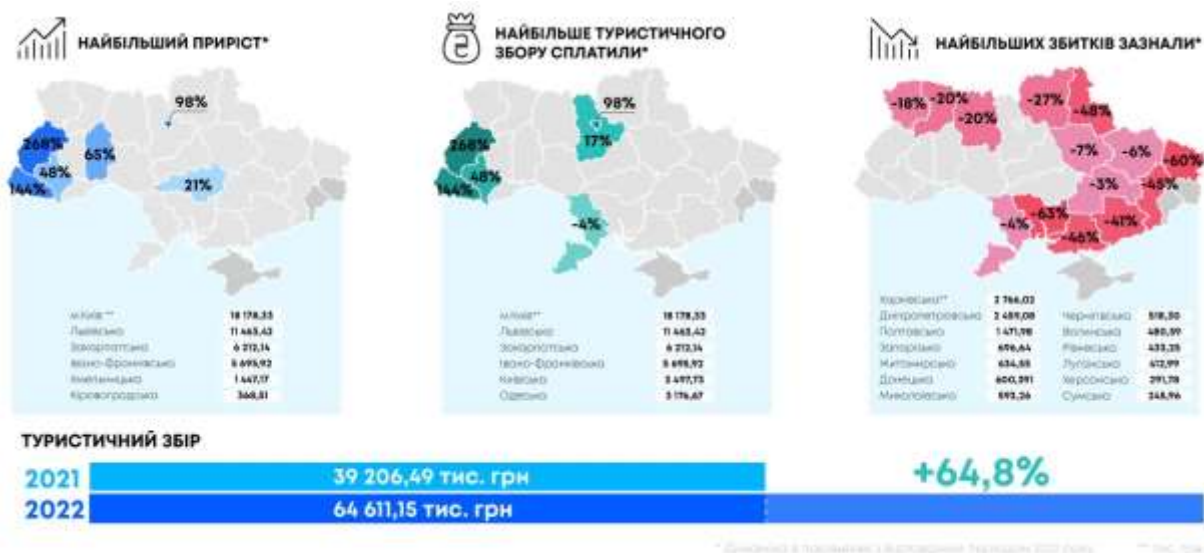 НАЙБІЛЬШИЙ ПРИРІСТ*
98%
268%
65%
48%
144%
21%
м.Київ**	18 178,33
Львівська	11 463,42
Закарпатська	6 212,14
Івано-Франківська	5 695,92
Хмельницька	1 447,17
Кіровоградська	368,51
НАЙБІЛЬШЕ ТУРИСТИЧНОГО
ЗБОРУ СПЛАТИЛИ*
98%
17%
268%
48%
144%
-4%
м.Київ**	18 178,33
Львівська	11 463,42
Закарпатська	6 212,14
Івано-Франківська	5 695,92
Київська	3 497,73
Одеська	3 176,67
НАЙБІЛЬШИХ ЗБИТКІВ ЗАЗНАЛИ*
-18%
-20%
-20%
-27%
-48%
-7%
-6%
-60%
-3%
-45%
-4%
-63%
-41%
-46%
Харківська**	2 766,02
Дніпропетровська	2 459,08	Чернігівська	518,30
Полтавська	1 471,98	Волинська	480,59
Запорізька	696,64	Рівненська	433,25
Житомирська	634,55	Луганська	412,99
Донецька	600,391	Херсонська	291,78
Миколаївська	593,26	Сумська	248,96
ТУРИСТИЧНИЙ ЗБІР
2021	39 206,49 тис. грн	+64,8%
2022	64 611,15 тис. грн